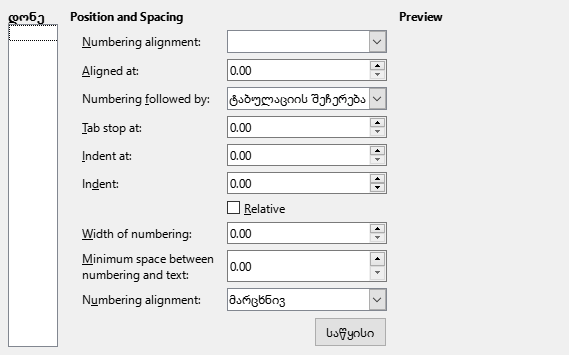 დონე
Position and Spacing
Preview
Numbering alignment:
Aligned at:
0.00
Numbering followed by:
ტაბულაციის შეჩერება
Tab stop at:
0.00
Indent at:
0.00
Indent:
0.00
Relative
Width of numbering:
0.00
Minimum space between
numbering and text:
0.00
Numbering alignment:
მარცხნივ
საწყისი